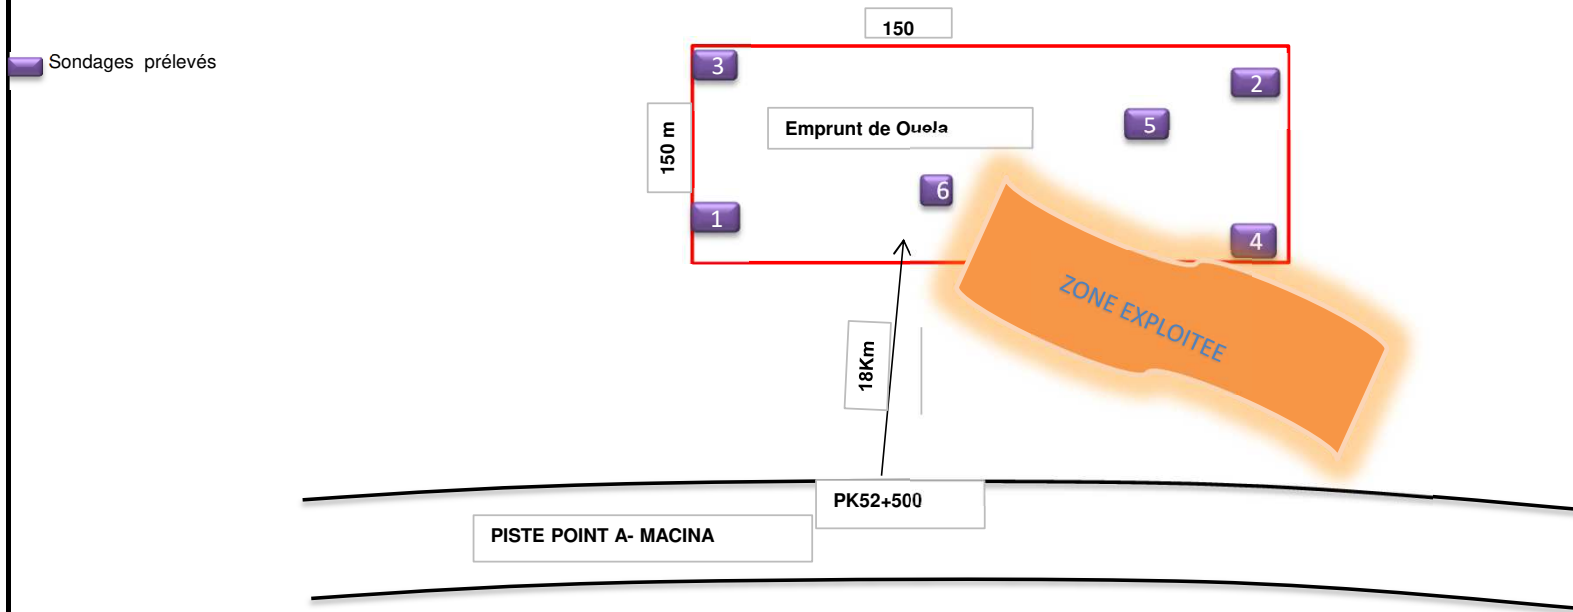 150
Sondages prélevés
3
2
5
Emprunt de Ouela
150 m
6
1
4
ZONE EXPLOITEE
18Km
PK52+500
PISTE POINT A- MACINA